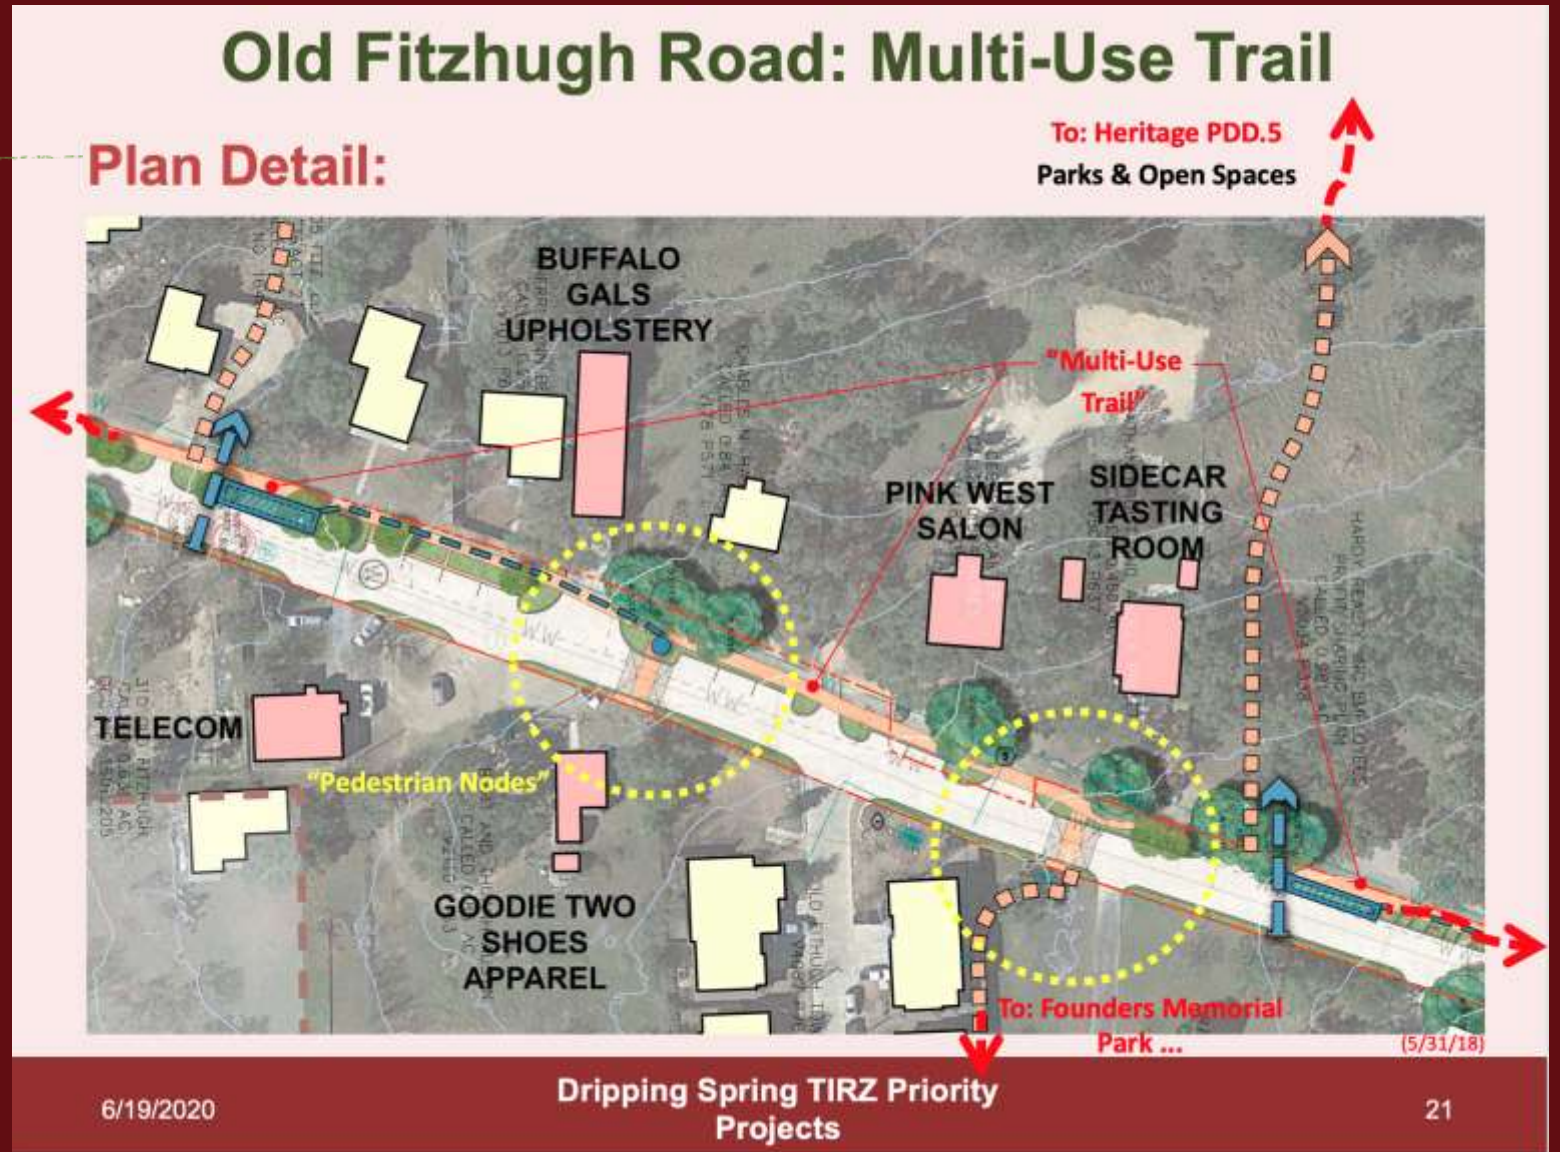 Old Fitzhugh Road: Multi-Use Trail
To: Heritage PDD.5
Parks & Open Spaces
Plan Detail:
BUFFALO
GALS
UPHOLSTERY
"Multi-Use
Trail"
PINK WEST
SALON
SIDECAR
TASTING
ROOM
TELECOM
"Pedestrian Nodes"
GOODIE TWO
SHOES
APPAREL
To: Founders Memorial
Park ...
(5/31/18)
6/19/2020
Dripping Spring TIRZ Priority
Projects
21